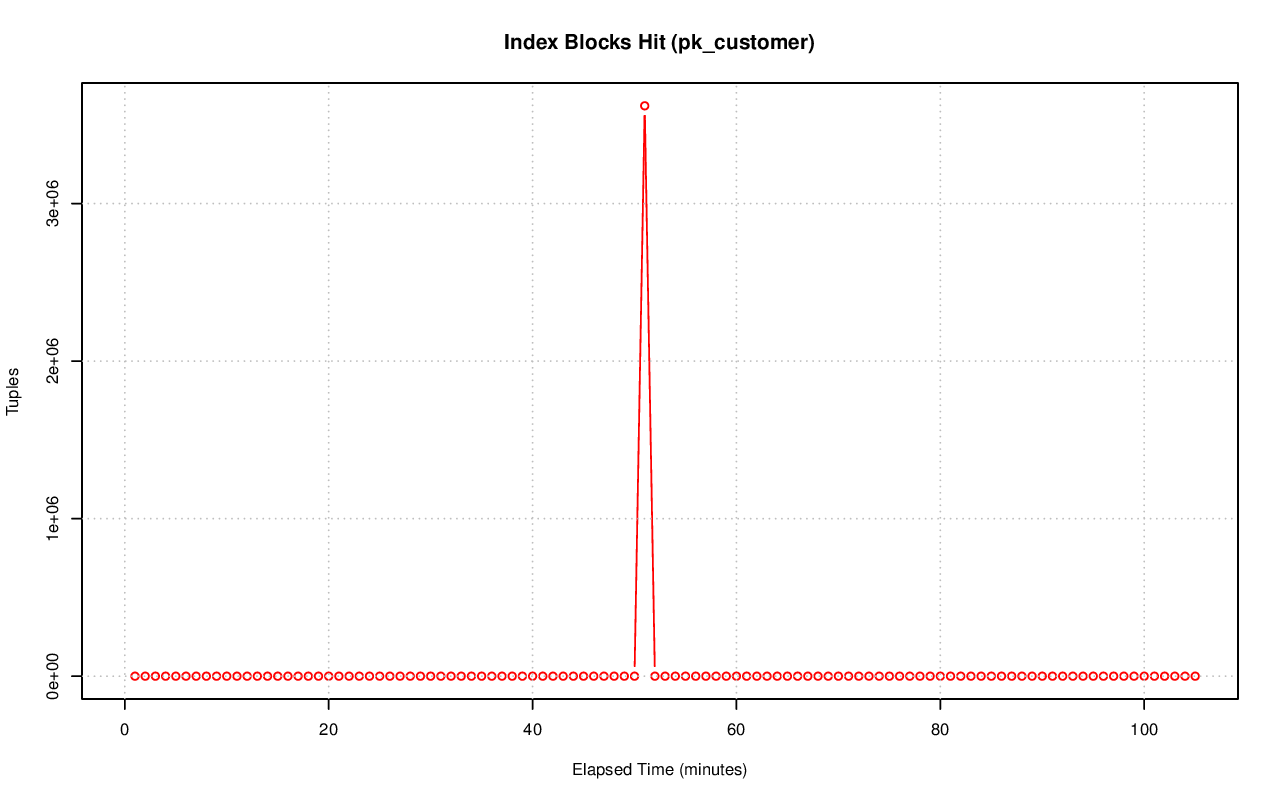 Index Blocks Hit (pk_customer)
Tuples
3e+06
2e+06
1e+06
0e+00
0 20 40 60 80 100
Elapsed Time (minutes)